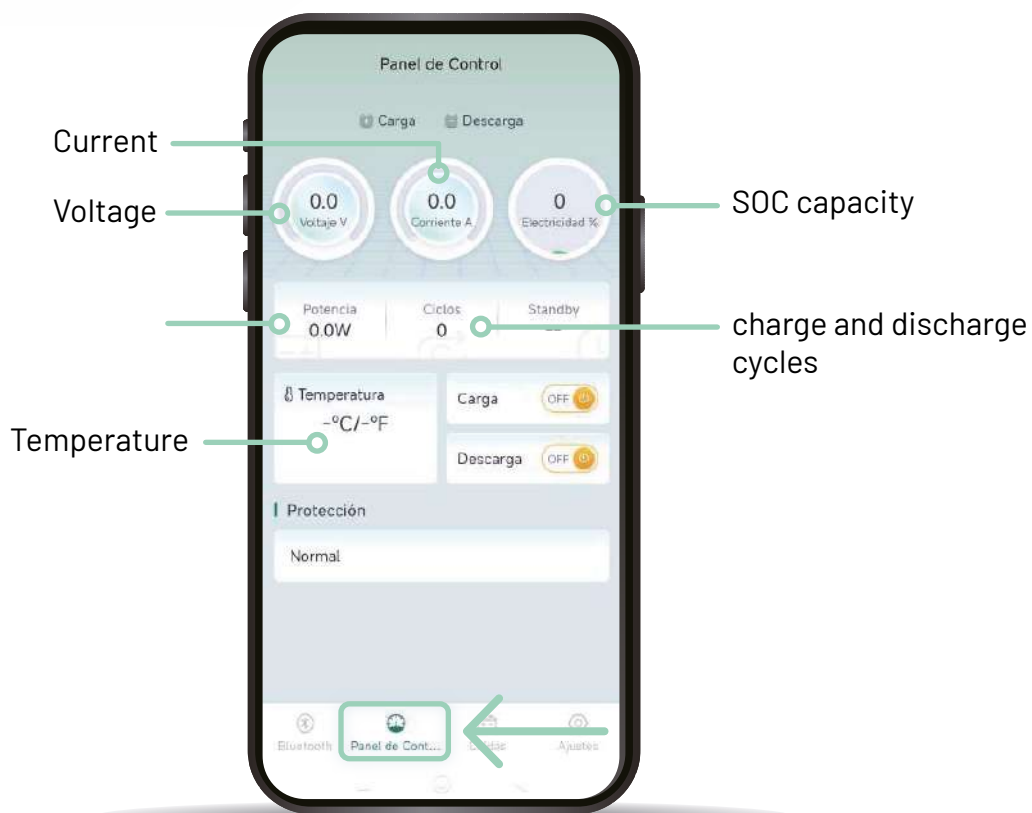 Panel de Control
Carga Descarga
Current
Voltage
0.0
Voltaje V
0.0
Corriente A
0
Electricidad %
SOC capacity
Potencia
0.0W
Ciclos
0
Standby
--
charge and discharge
cycles
Temperatura
-°C/-°F
Temperature
Carga
OFF
Descarga
OFF
Protección
Normal
Bluetooth
Panel de Cont...
Ajustes